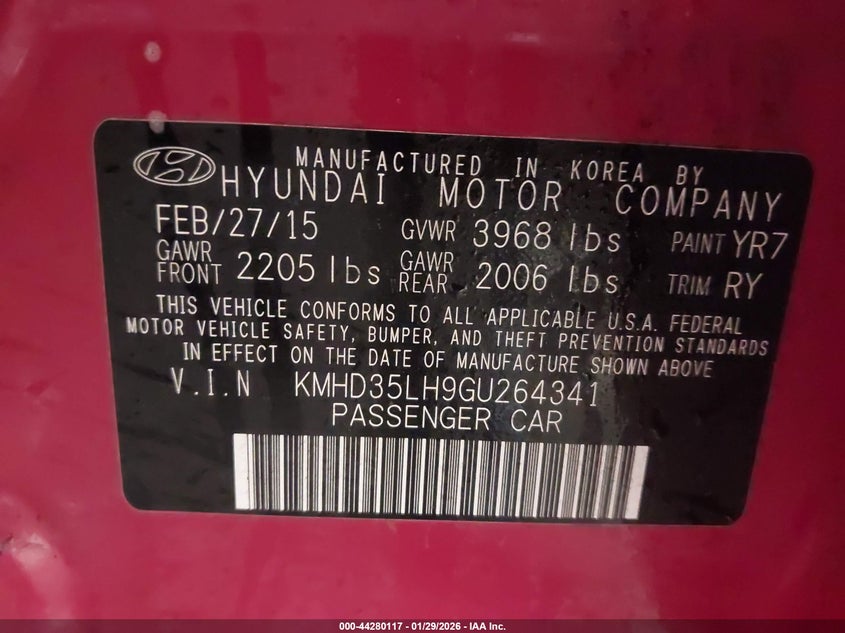 MANUFACTURED IN KOREA BY
HYUNDAI MOTOR COMPANY
FEB/27/15 GVWR 3968 lbs PAINT YR7
GAWR FRONT 2205 lbs GAWR REAR 2006 lbs TRIM RY
THIS VEHICLE CONFORMS TO ALL APPLICABLE U.S.A. FEDERAL
MOTOR VEHICLE SAFETY, BUMPER, AND THEFT PREVENTION STANDARDS
IN EFFECT ON THE DATE OF MANUFACTURE SHOWN ABOVE
V.I.N KMHD35LH9GU264341
PASSENGER CAR
000-44280117 - 01/29/2026 - IAA Inc.